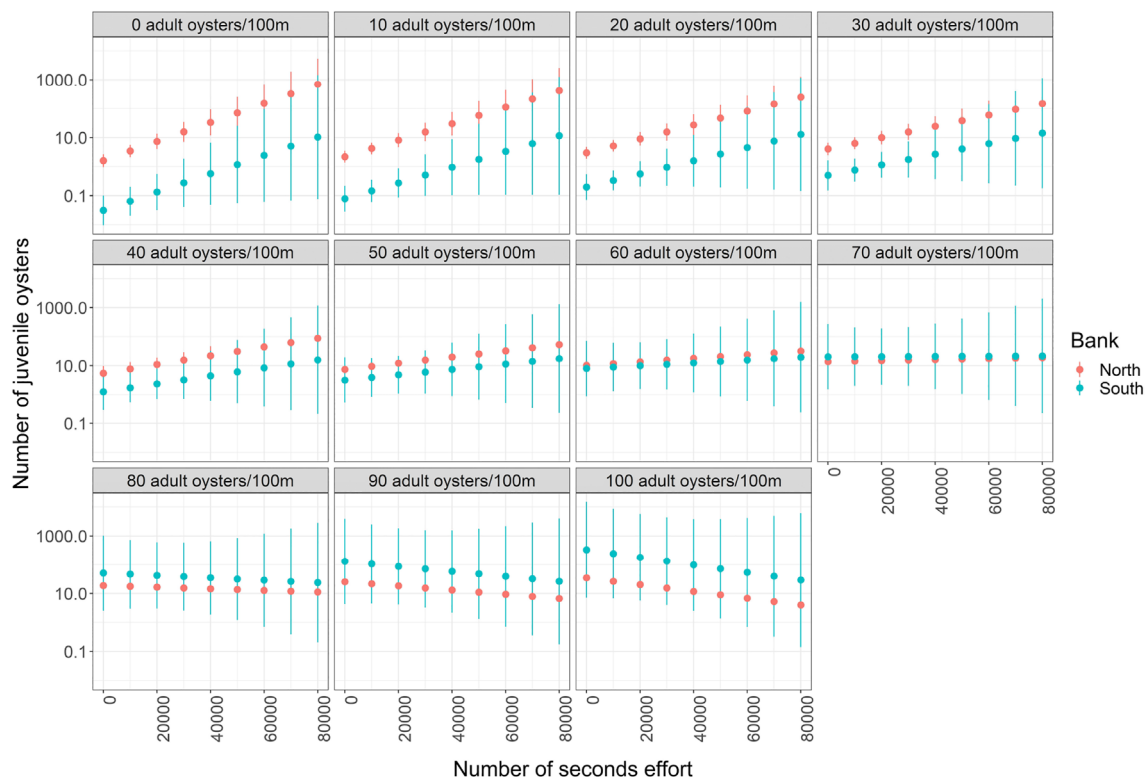 0 adult oysters/100m
10 adult oysters/100m
20 adult oysters/100m
30 adult oysters/100m
1000.0
10.0
0.1
40 adult oysters/100m
50 adult oysters/100m
60 adult oysters/100m
70 adult oysters/100m
1000.0
10.0
0.1
80 adult oysters/100m
90 adult oysters/100m
100 adult oysters/100m
1000.0
10.0
0.1
0
20000
40000
60000
80000
0
20000
40000
60000
80000
0
20000
40000
60000
80000
0
20000
40000
60000
80000
Number of juvenile oysters
Number of seconds effort
Bank
North
South